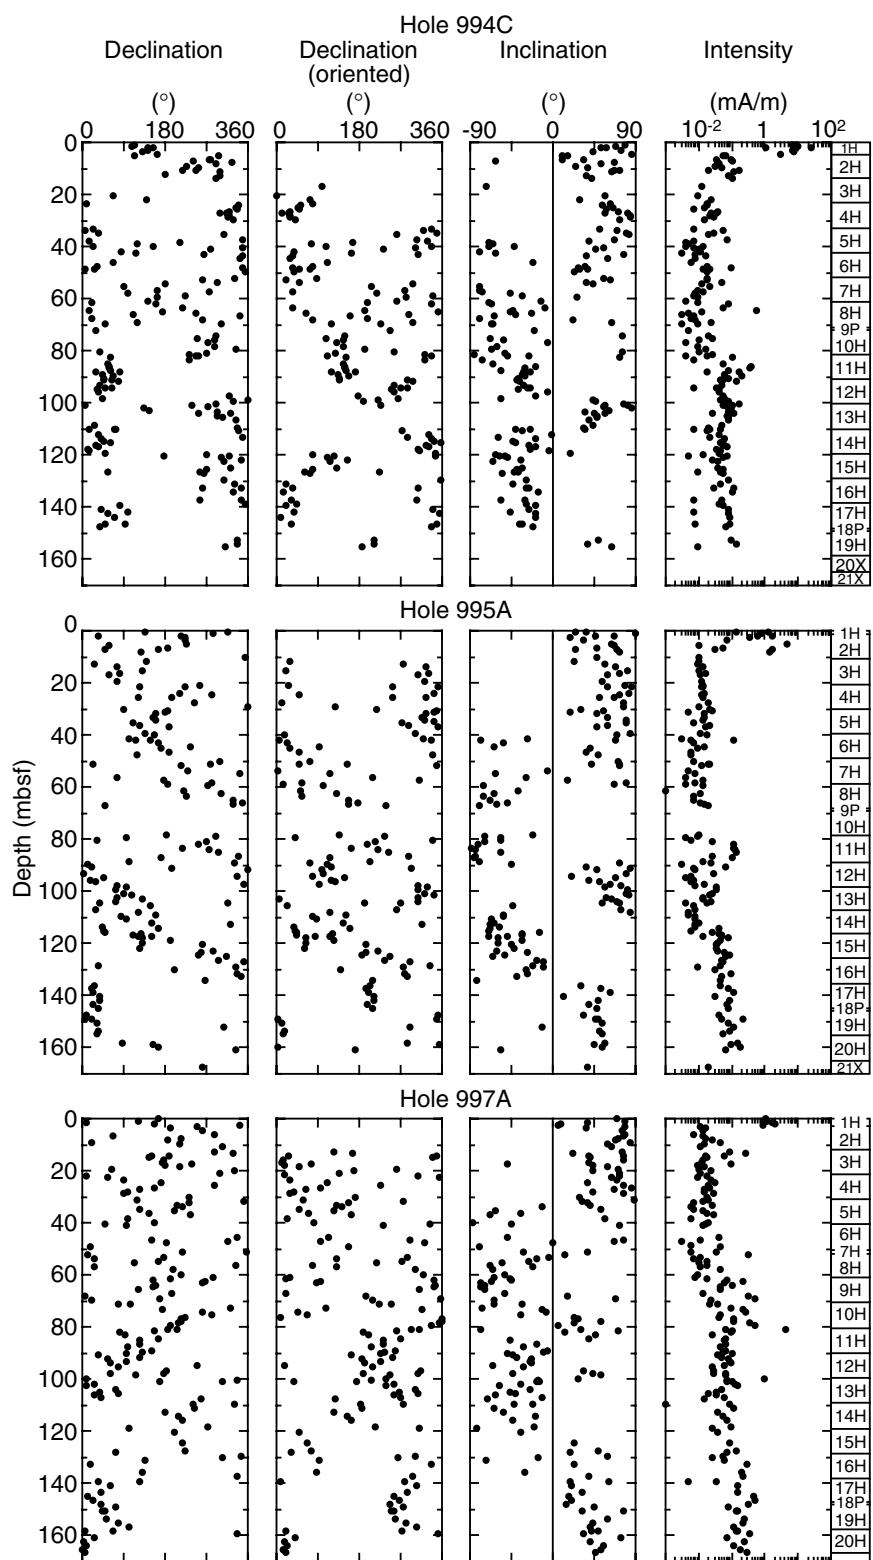 Hole 994C
Declination Declination Inclination Intensity
(oriented)
(°) (°) (°) (mA/m)
0 180 360 0 180 360 -90 0 90 10-2 1 102
0
20
40
60
80
100
120
140
160
1H
2H
3H
4H
5H
6H
7H
8H
9P
10H
11H
12H
13H
14H
15H
16H
17H
18P
19H
20X
21X
Hole 995A
Depth (mbsf)
0
20
40
60
80
100
120
140
160
1H
2H
3H
4H
5H
6H
7H
8H
9P
10H
11H
12H
13H
14H
15H
16H
17H
18P
19H
20H
21X
Hole 997A
0
20
40
60
80
100
120
140
160
1H
2H
3H
4H
5H
6H
7H
8H
9H
10H
11H
12H
13H
14H
15H
16H
17H
18P
19H
20H